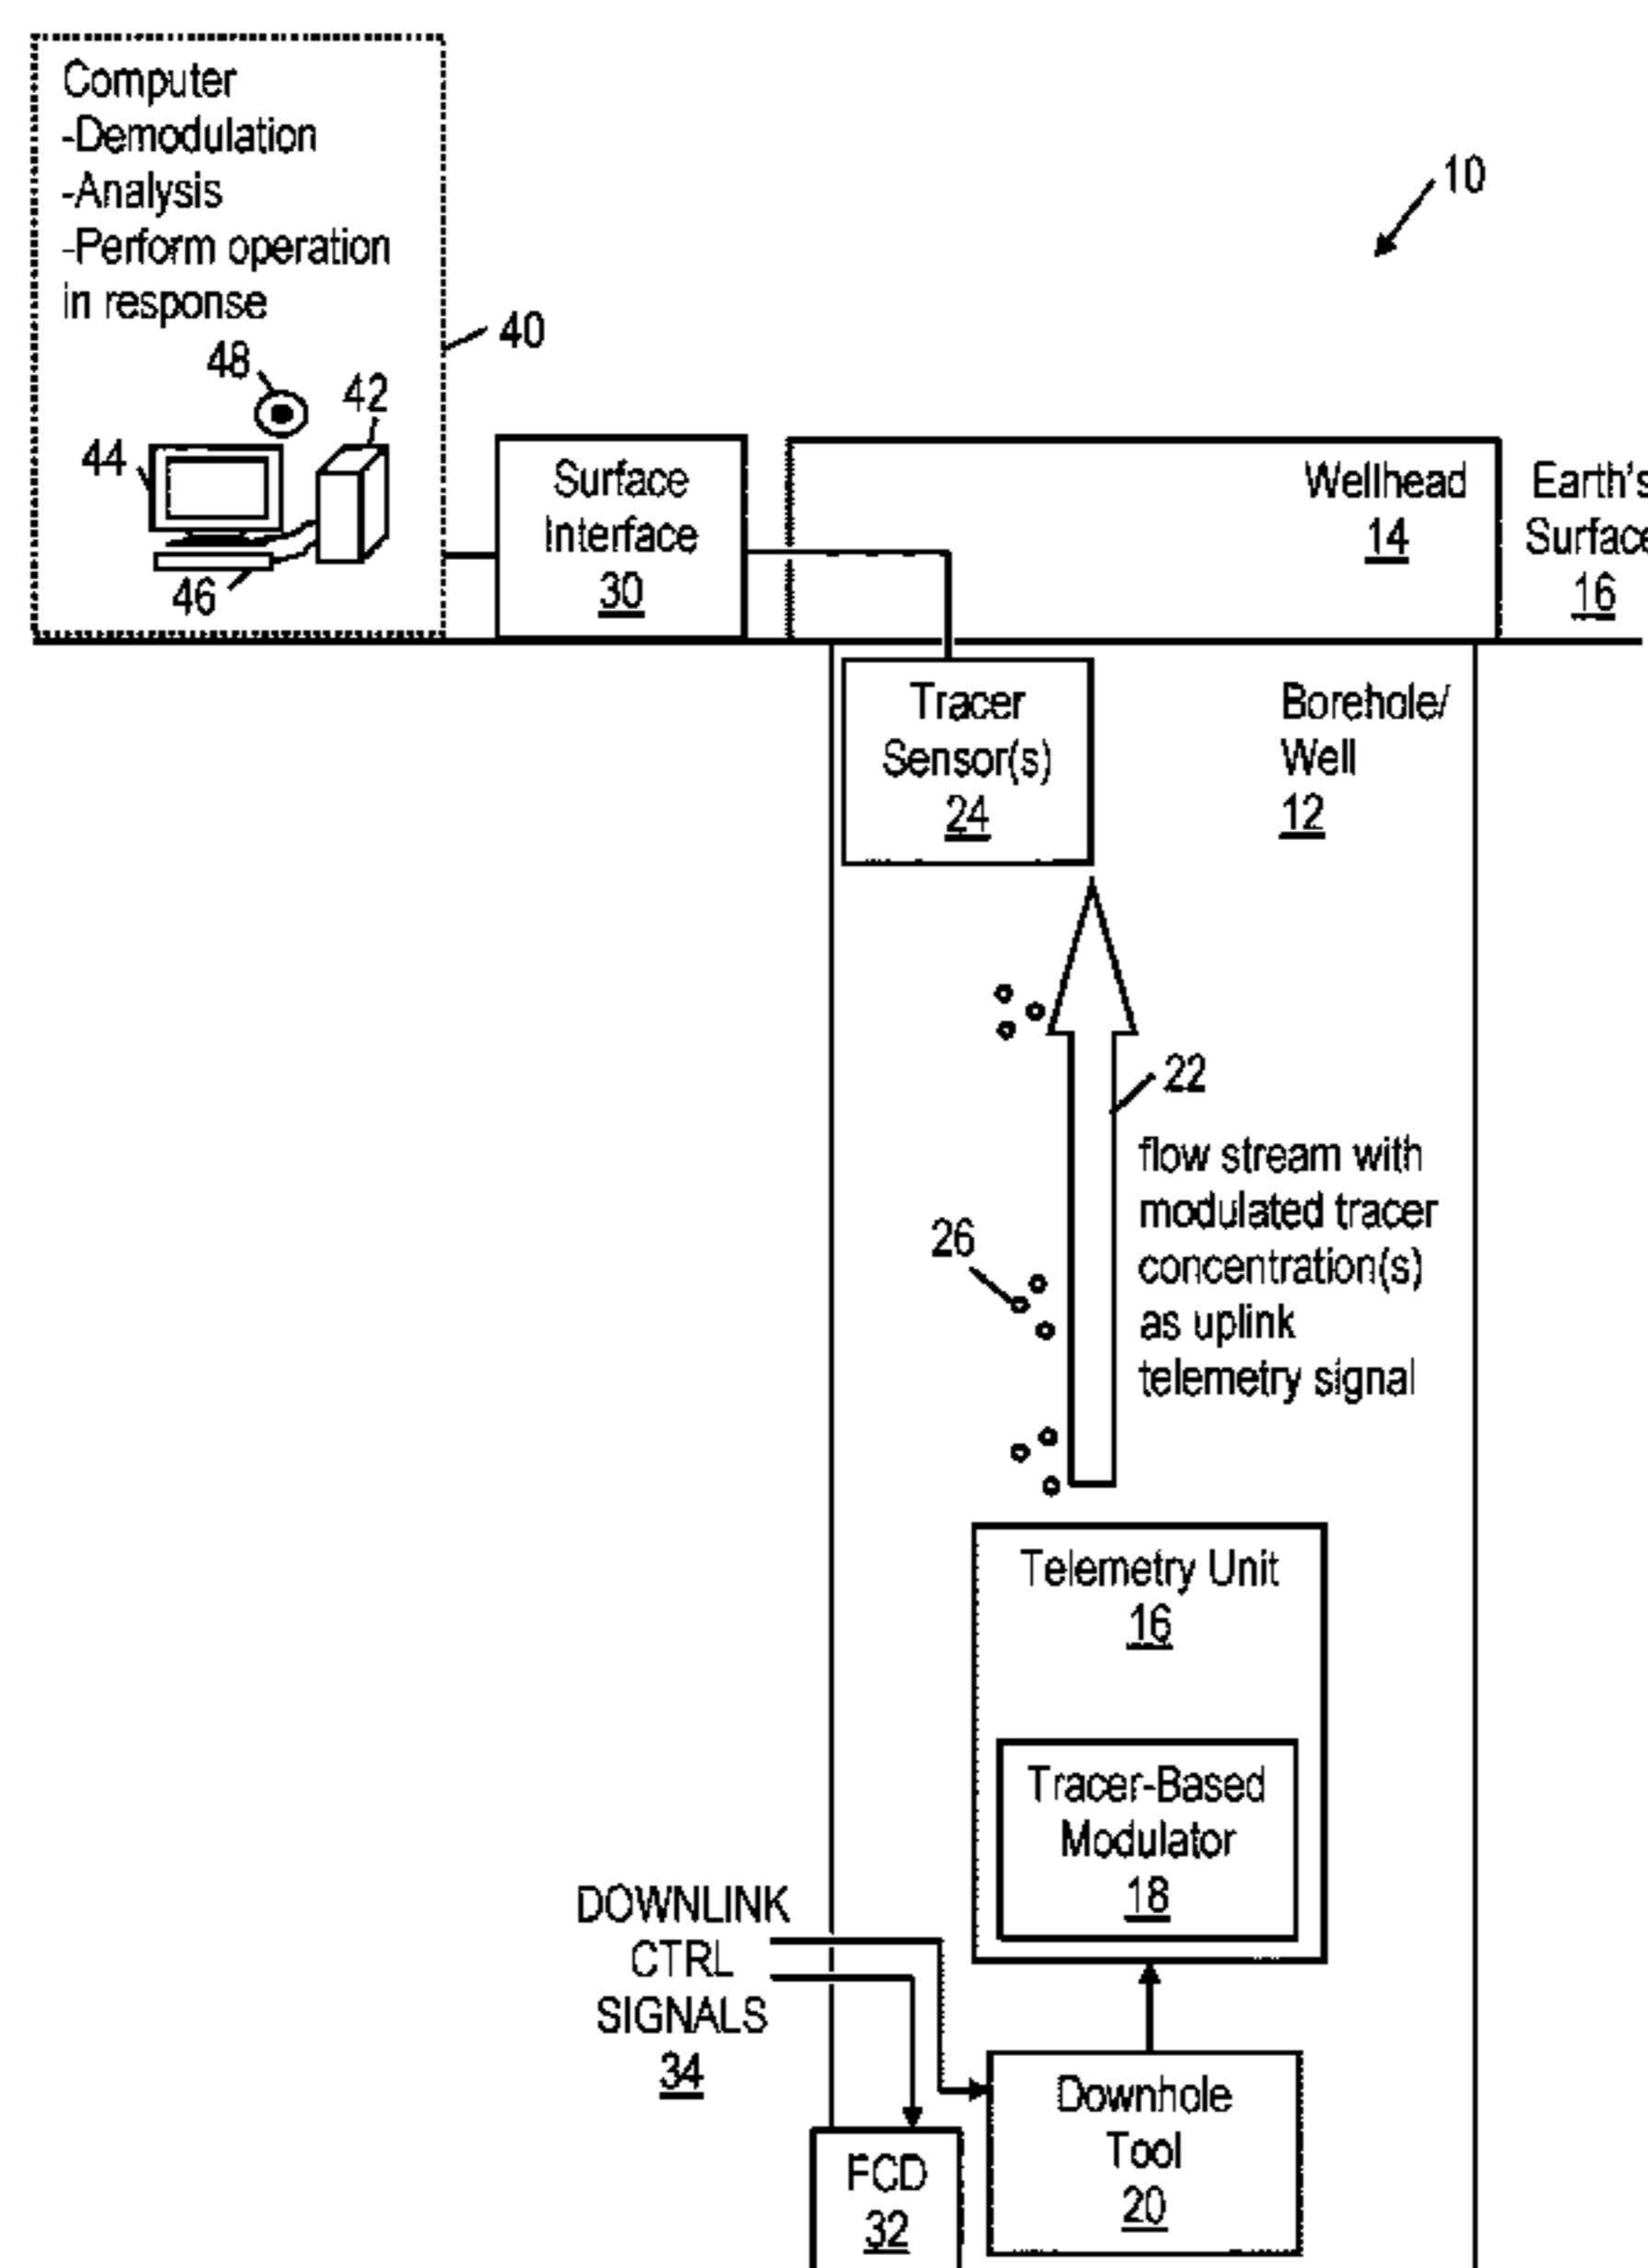 Computer
-Demodulation
-Analysis
-Perform operation
in response
10
40
48
42
44
46
Surface
Interface
30
Wellhead
14
Earth's
Surface
16
Tracer
Sensor(s)
24
Borehole/
Well
12
22
flow stream with
modulated tracer
concentration(s)
as uplink
telemetry signal
26
Telemetry Unit
16
Tracer-Based
Modulator
18
DOWNLINK
CTRL
SIGNALS
34
Downhole
Tool
20
FCD
32